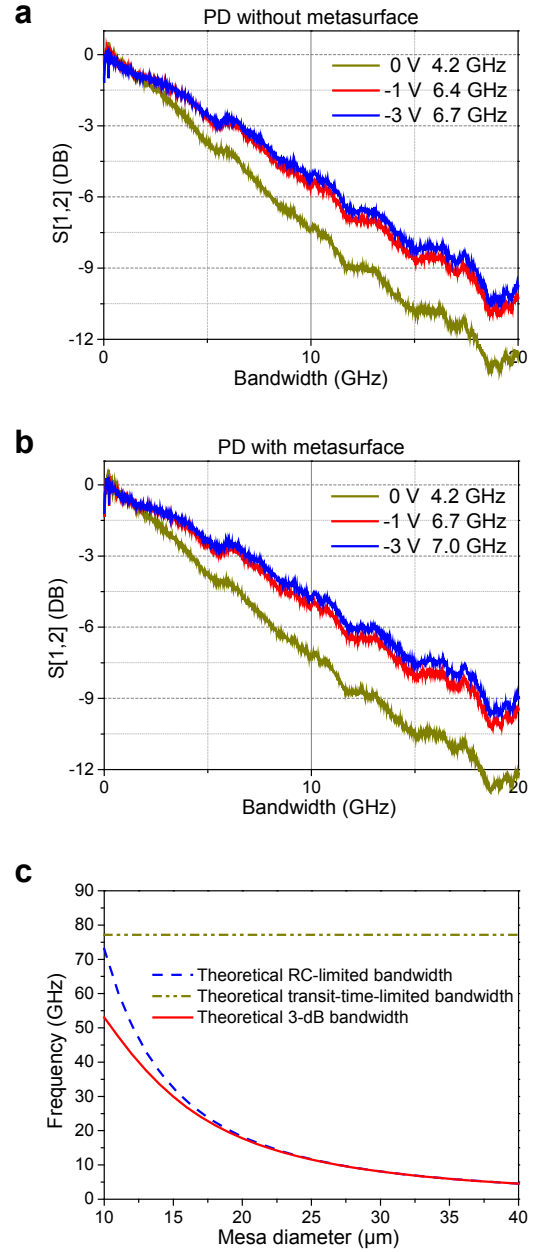 a
PD without metasurface
0 V 4.2 GHz
-1 V 6.4 GHz
-3 V 6.7 GHz
S[1,2] (DB)
0
-3
-6
-9
-12
0 10 20
Bandwidth (GHz)
b
PD with metasurface
0 V 4.2 GHz
-1 V 6.7 GHz
-3 V 7.0 GHz
S[1,2] (DB)
0
-3
-6
-9
-12
0 10 20
Bandwidth (GHz)
c
Frequency (GHz)
90
80
70
60
50
40
30
20
10
0
Theoretical RC-limited bandwidth
Theoretical transit-time-limited bandwidth
Theoretical 3-dB bandwidth
10 15 20 25 30 35 40
Mesa diameter (μm)